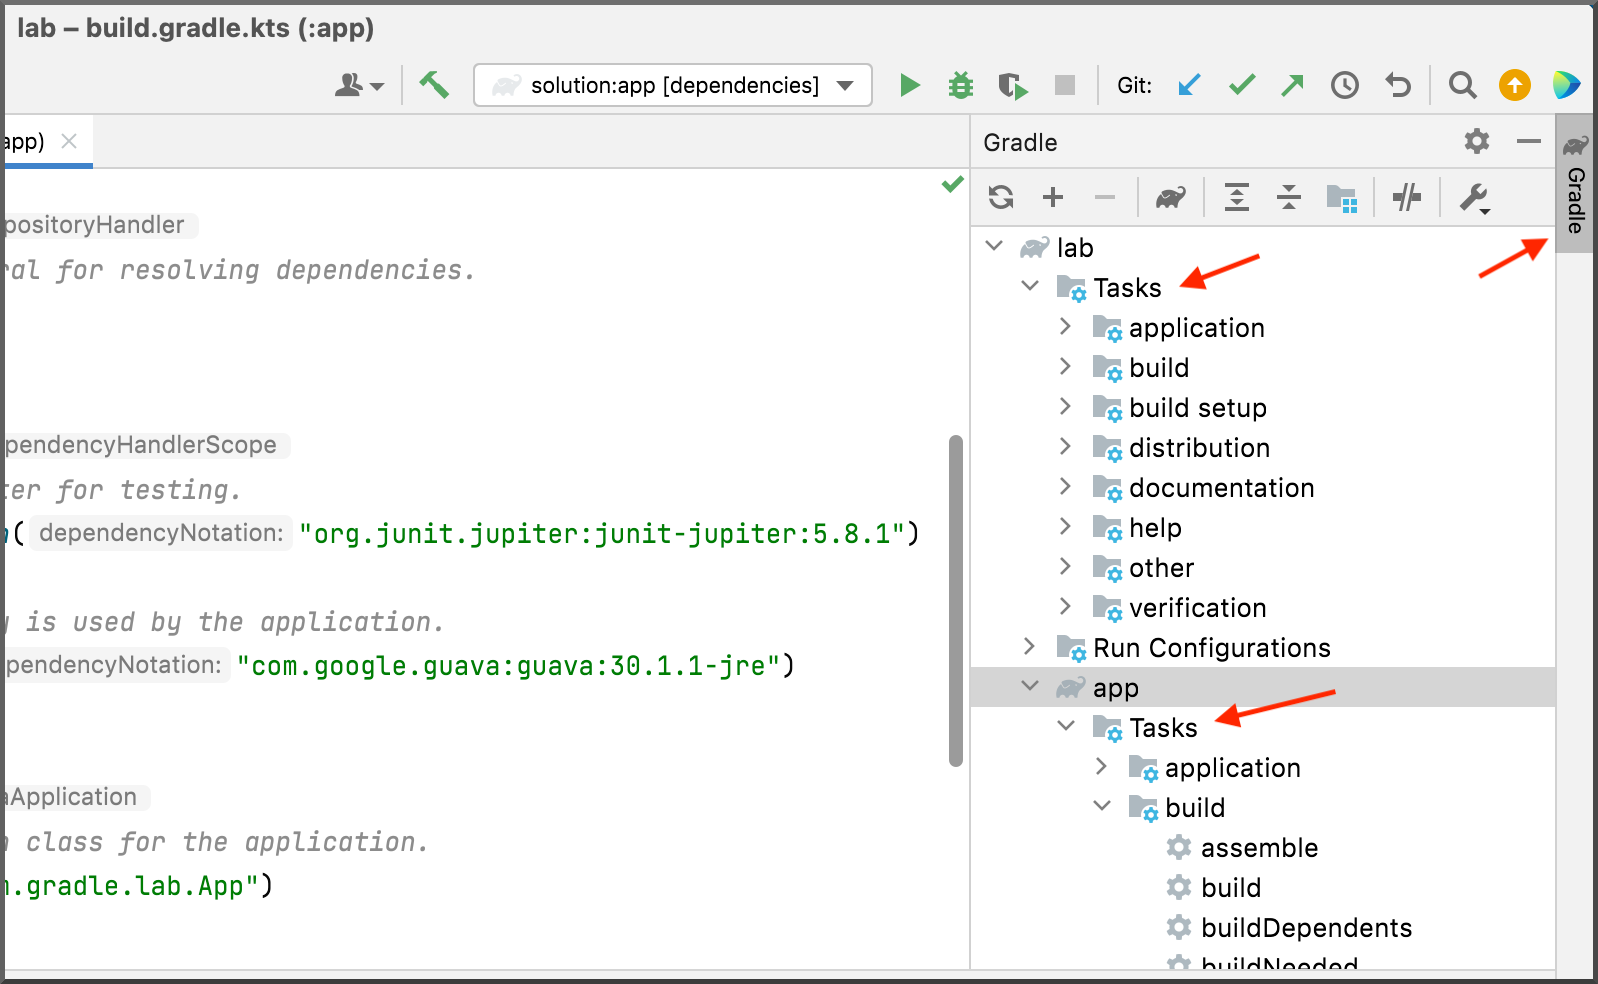 lab – build.gradle.kts (:app)
solution:app [dependencies]
Git:
app)
Gradle
Gradle
positoryHandler
ral for resolving dependencies.
pendencyHandlerScope
ter for testing.
n( dependencyNotation: "org.junit.jupiter:junit-jupiter:5.8.1")
y is used by the application.
pendencyNotation: "com.google.guava:guava:30.1.1-jre")
aApplication
n class for the application.
m.gradle.lab.App")
lab
Tasks
application
build
build setup
distribution
documentation
help
other
verification
Run Configurations
app
Tasks
application
build
assemble
build
buildDependents
buildNeeded